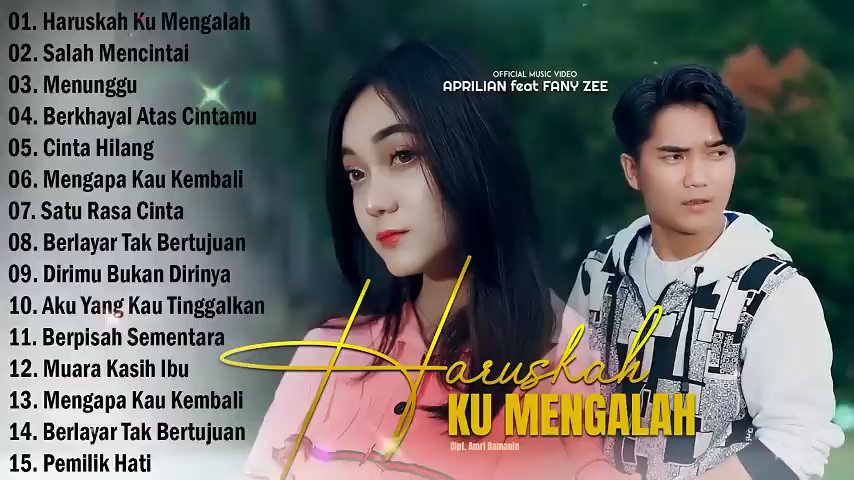 01. Haruskah Ku Mengalah
02. Salah Mencintai
03. Menunggu
04. Berkhayal Atas Cintamu
05. Cinta Hilang
06. Mengapa Kau Kembali
07. Satu Rasa Cinta
08. Berlayar Tak Bertujuan
09. Dirimu Bukan Dirinya
10. Aku Yang Kau Tinggalkan
11. Berpisah Sementara
12. Muara Kasih Ibu
13. Mengapa Kau Kembali
14. Berlayar Tak Bertujuan
15. Pemilik Hati
OFFICIAL MUSIC VIDEO
APRILIAN feat FANY ZEE
Haruskah
KU MENGALAH
Cipt. Amri Damanin